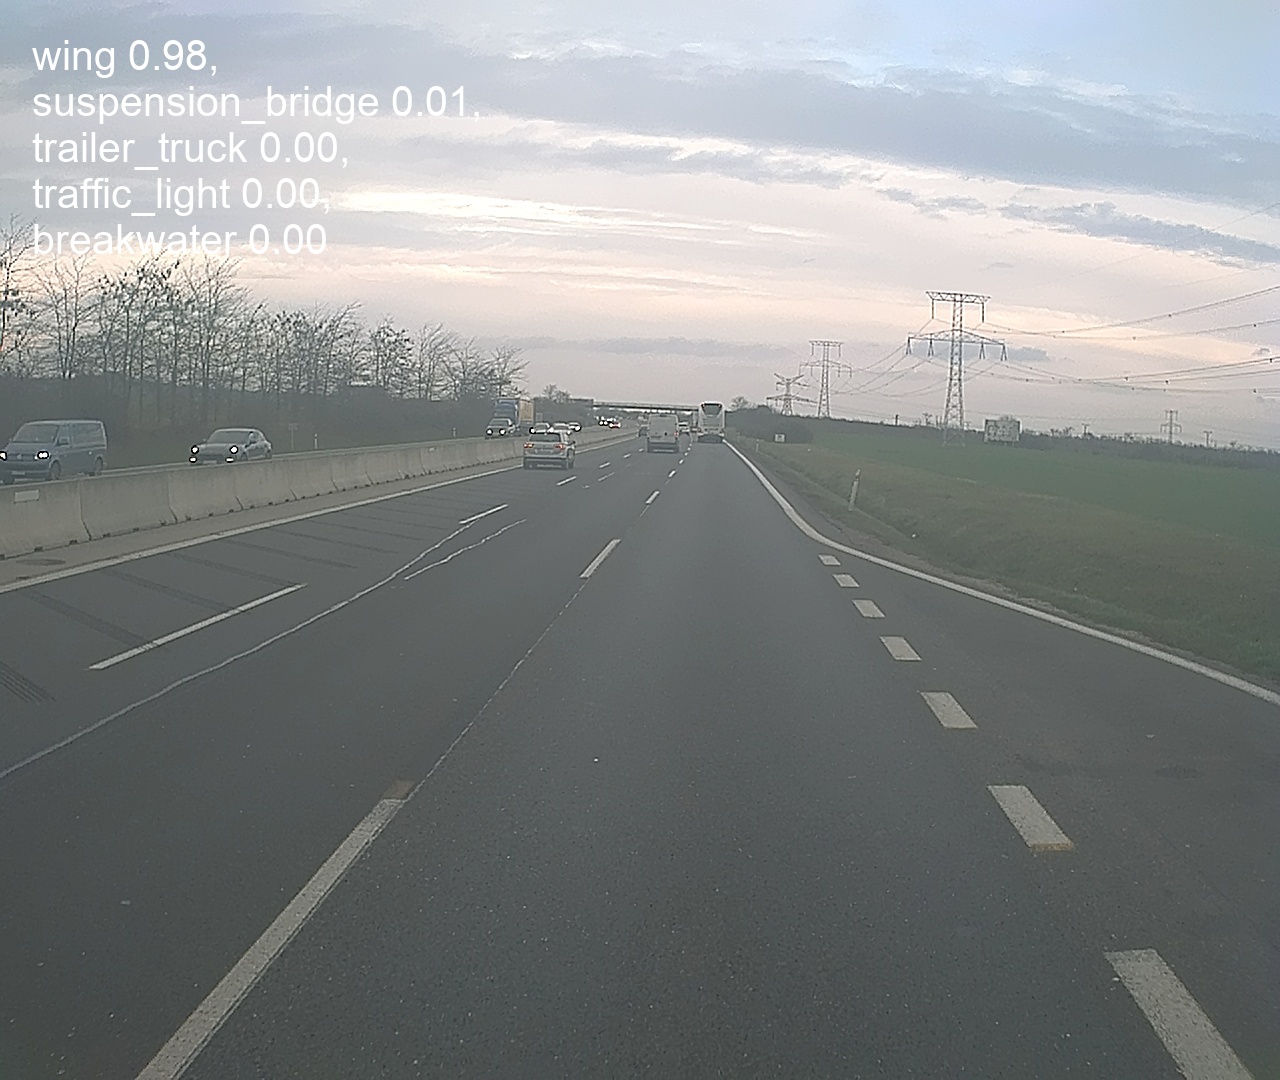 wing 0.98,
suspension_bridge 0.01,
trailer_truck 0.00,
traffic_light 0.00,
breakwater 0.00